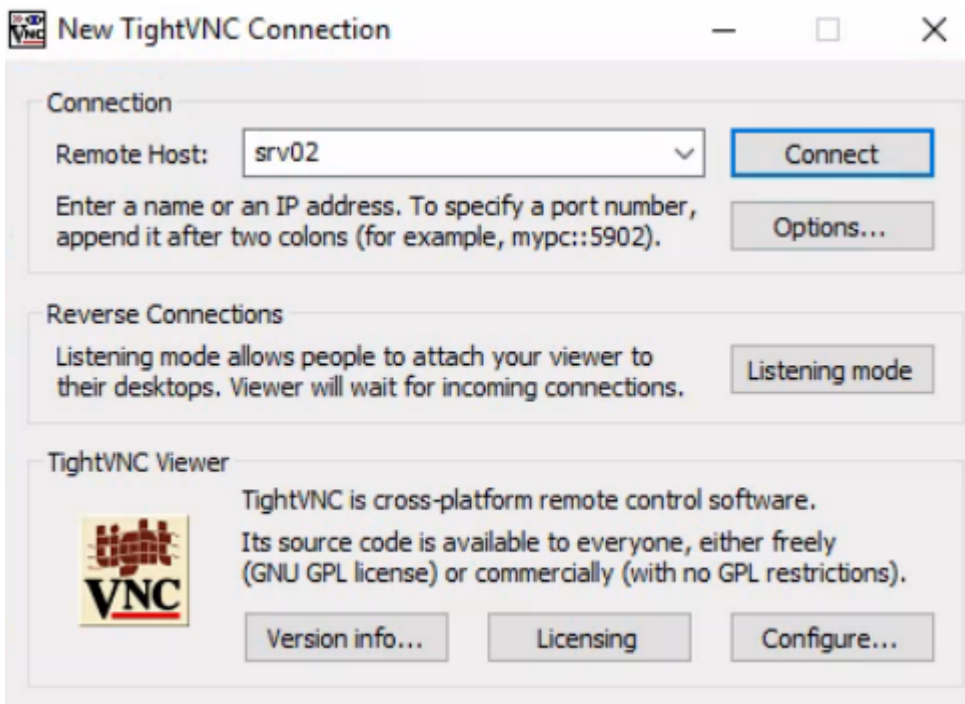 New TightVNC Connection
Connection
Remote Host: srv02 Connect
Enter a name or an IP address. To specify a port number,
append it after two colons (for example, mypc::5902).
Options...
Reverse Connections
Listening mode allows people to attach your viewer to
their desktops. Viewer will wait for incoming connections.
Listening mode
TightVNC Viewer
tight
VNC
TightVNC is cross-platform remote control software.
Its source code is available to everyone, either freely
(GNU GPL license) or commercially (with no GPL restrictions).
Version info... Licensing Configure...